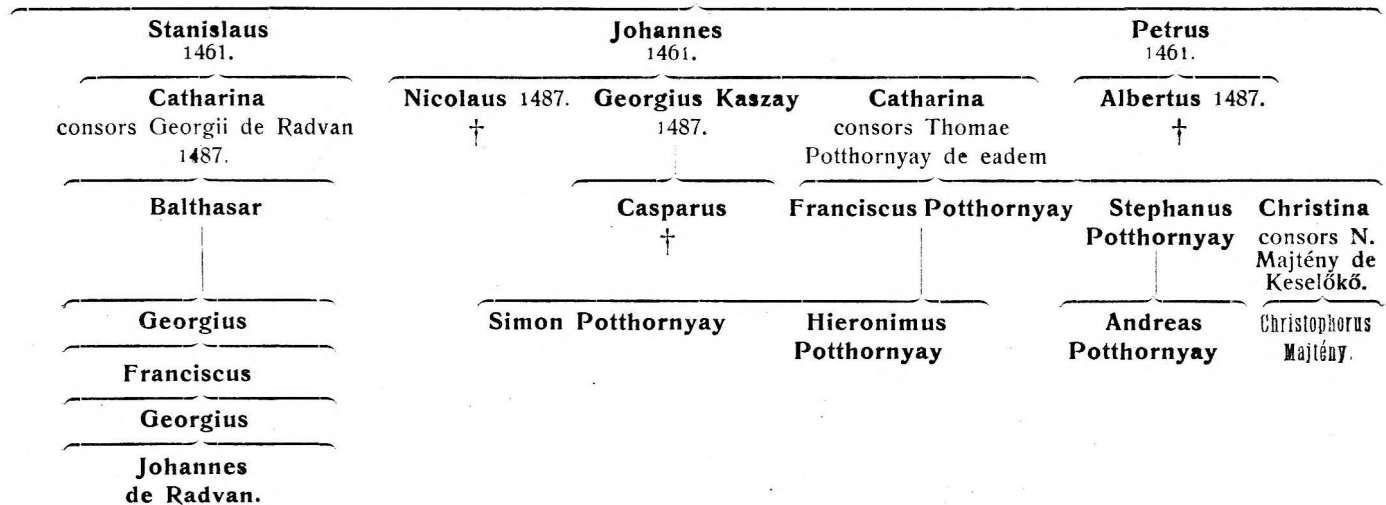 Stanislaus
1461.
Johannes
1461.
Petrus
1461.
Catharina
consors Georgii de Radvan
1487.
Nicolaus 1487.
†
Georgius Kaszay
1487.
Catharina
consors Thomae
Potthornyay de eadem
Albertus 1487.
†
Balthasar
Casparus
†
Franciscus Potthornyay
Stephanus
Potthornyay
Christina
consors N.
Majtény de
Keselőkő.
Georgius
Simon Potthornyay
Hieronimus
Potthornyay
Andreas
Potthornyay
Christophorus
Majtény.
Franciscus
Georgius
Johannes
de Radvan.